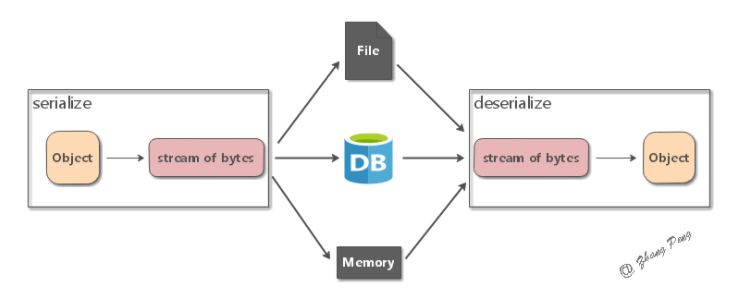 File
serialize
deserialize
Object
stream of bytes
DB
stream of bytes
Object
Memory
@ Zhang Peng